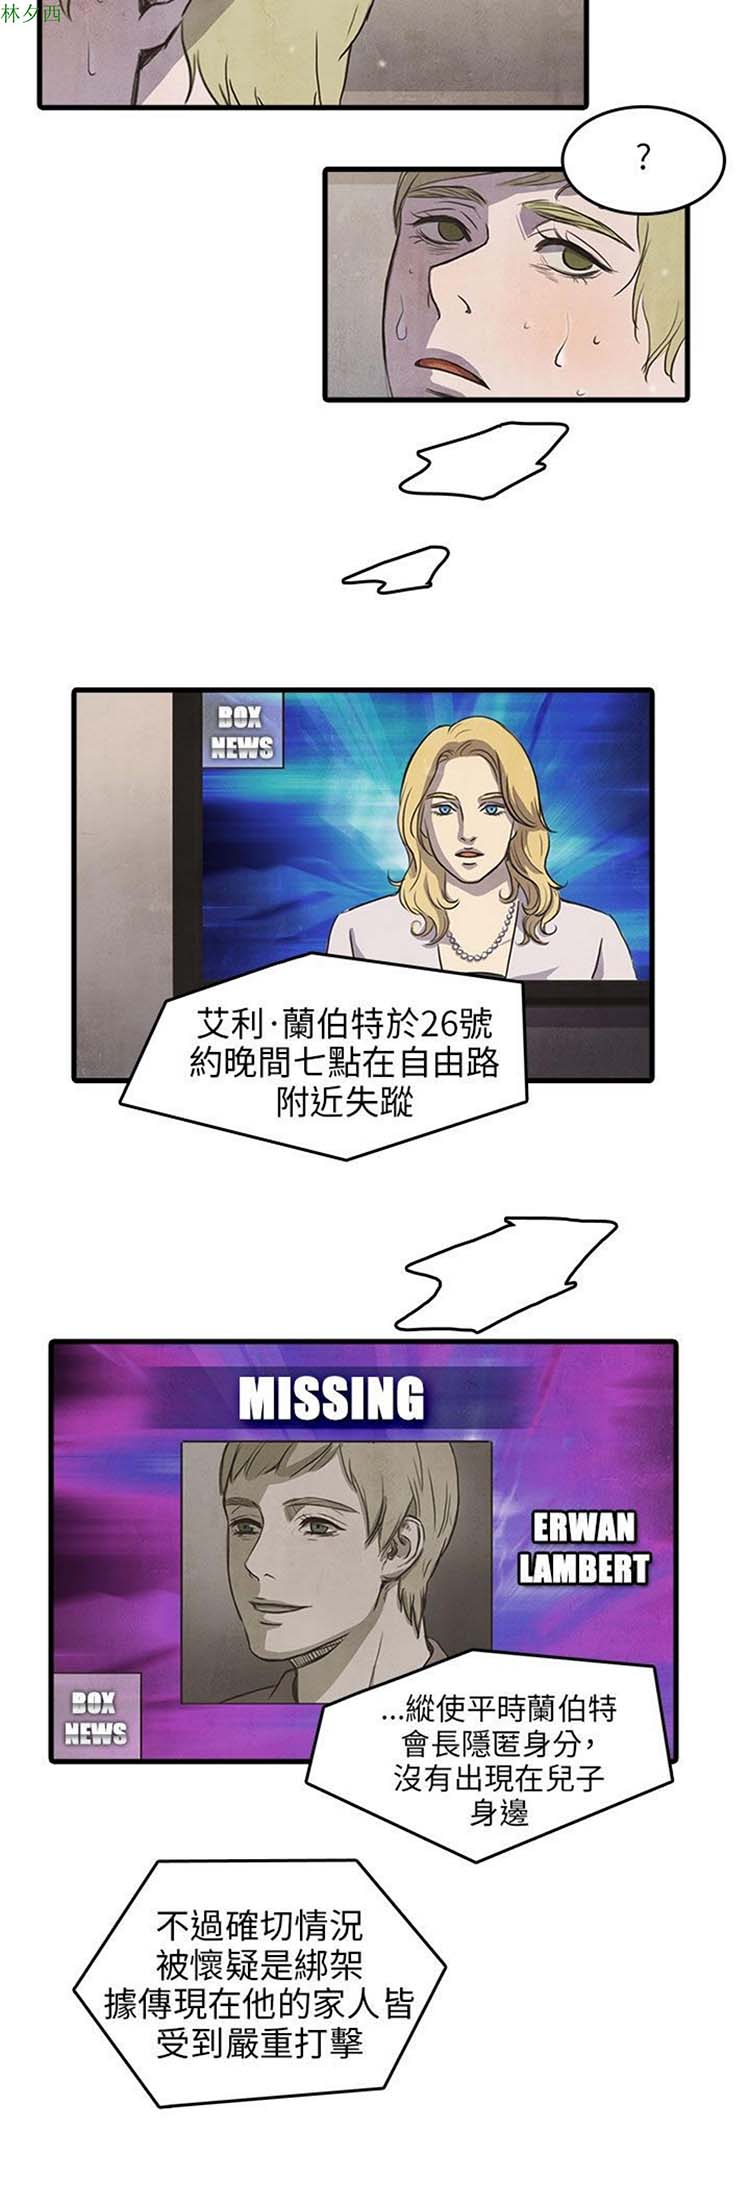 林夕西
?
BOX
NEWS
艾利·蘭伯特於26號
約晚間七點在自由路
附近失蹤
MISSING
ERWAN
LAMBERT
BOX
NEWS
...縱使平時蘭伯特
會長隱匿身分，
沒有出現在兒子
身邊
不過確切情況
被懷疑是綁架
據傳現在他的家人皆
受到嚴重打擊